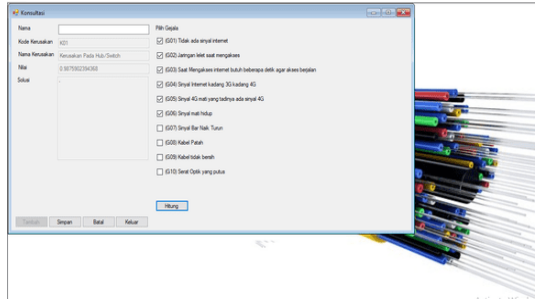 Konsultasi
Nama
Kode Kerusakan K01
Nama Kerusakan Kerusakan Pada Hub/Switch
Nilai
Solusi
Pilih Gejala
(G01) Tidak ada sinyal internet
(G02) Jaringan lelet saat mengakses
(G03) Saat Mengakses internet butuh beberapa detik agar akses berjalan
(G04) Sinyal Internet kadang 3G kadang 4G
(G05) Sinyal 4G mati yang tadinya ada sinyal 4G
(G06) Sinyal mati hidup
(G07) Sinyal Bar Naik Turun
(G08) Kabel Patah
(G09) Kabel tidak bersih
(G10) Serat Optik yang putus
Hitung
Tambah Simpan Batal Keluar